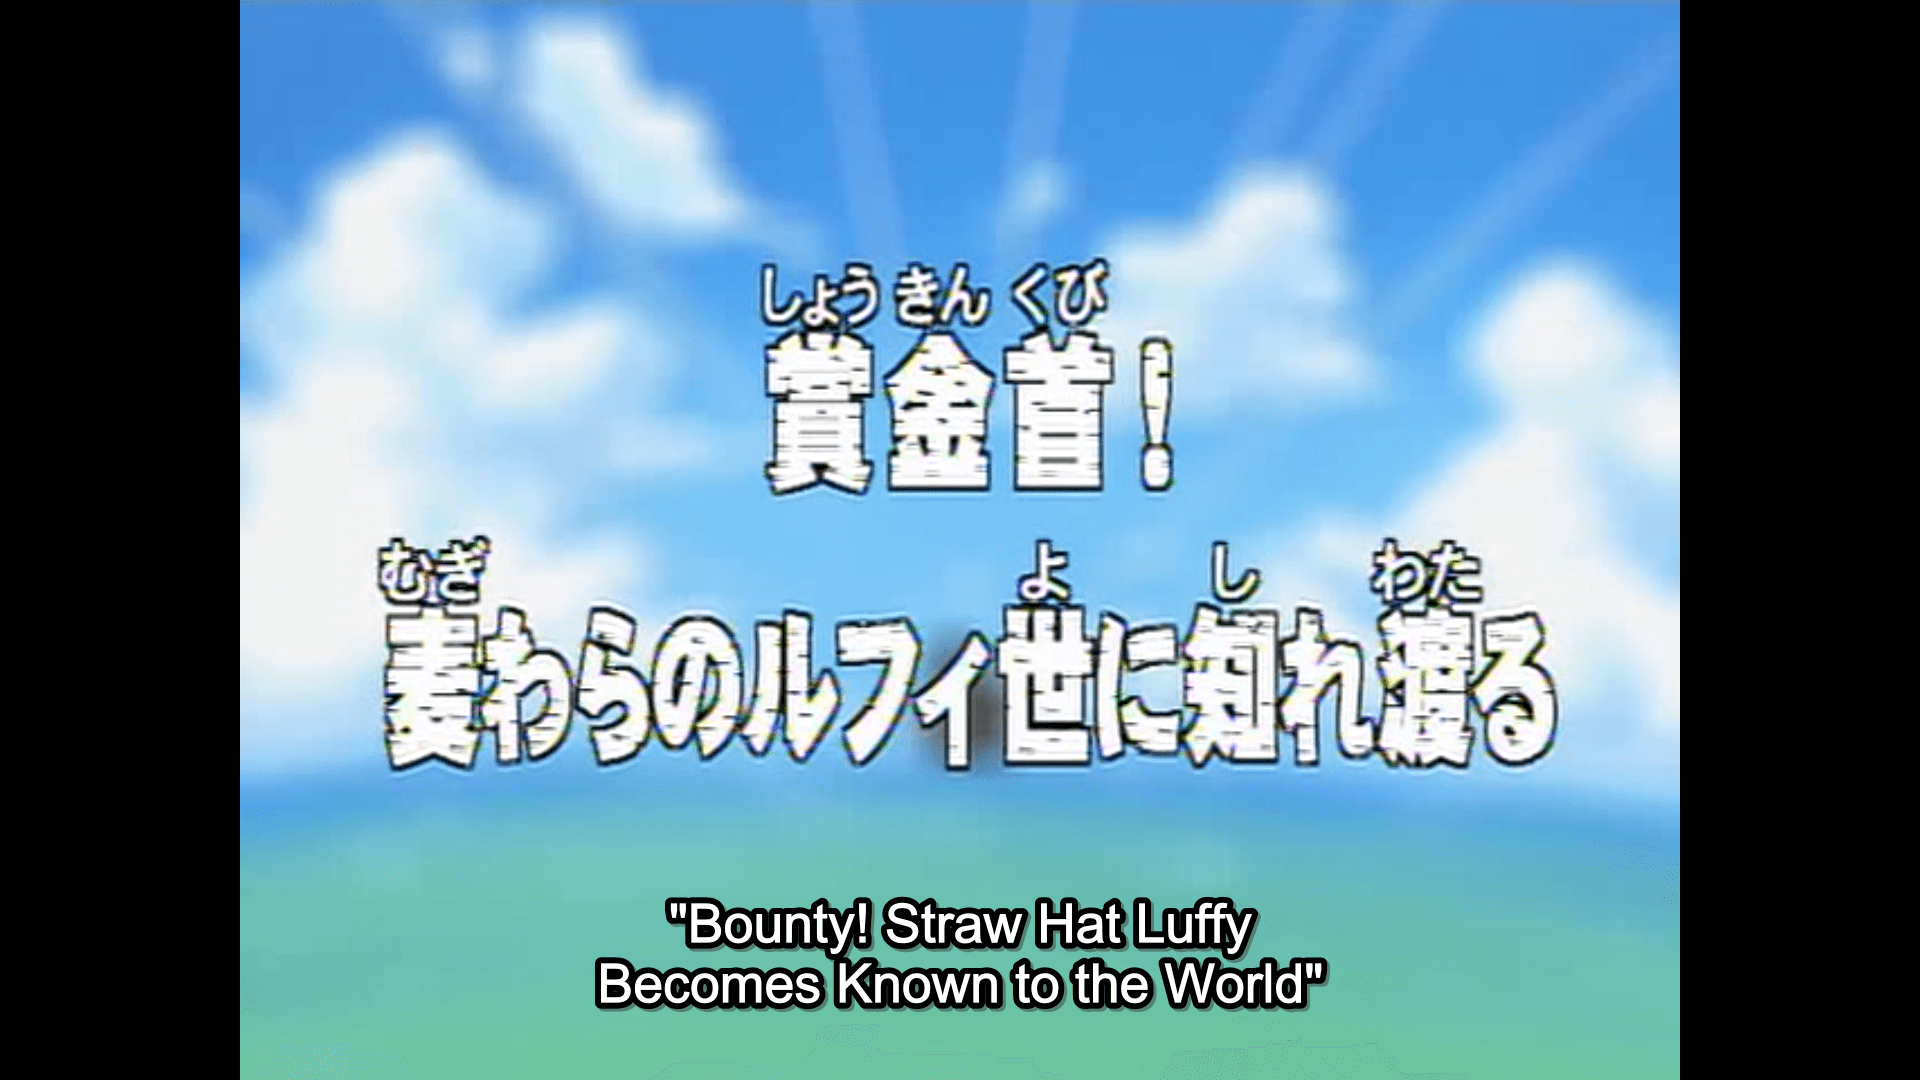 しょうきんくび
賞金首!
むぎ よ し わた
麦わらのルフィ世に知れ渡る
"Bounty! Straw Hat Luffy
Becomes Known to the World"